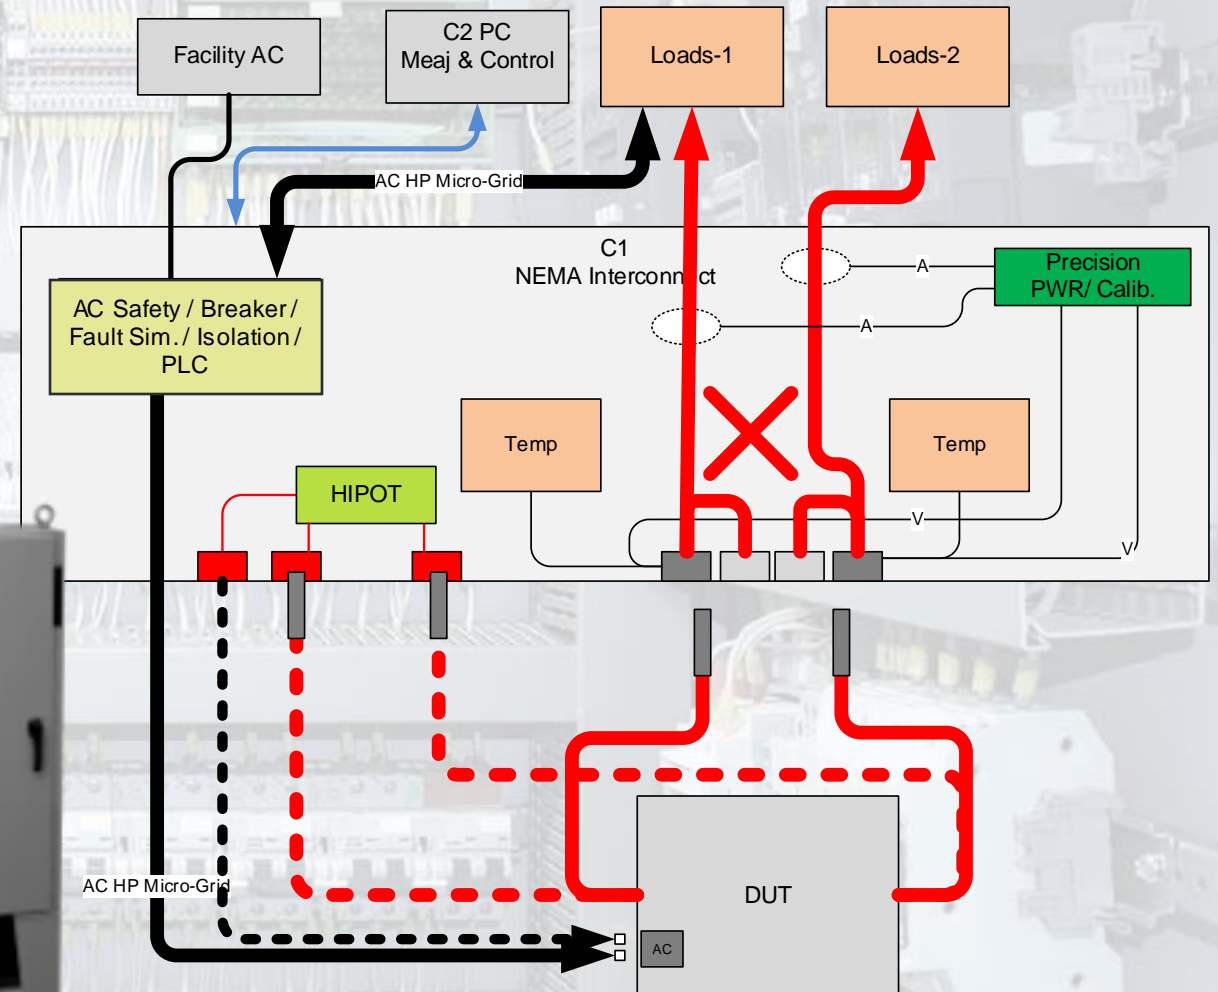 Facility AC
C2 PC
Meaj & Control
Loads-1
Loads-2
AC HP Micro-Grid
C1
NEMA Interconnect
A
Precision
PWR/ Calib.
A
AC Safety / Breaker /
Fault Sim. / Isolation /
PLC
Temp
Temp
HIPOT
V
V
AC HP Micro-Grid
DUT
AC